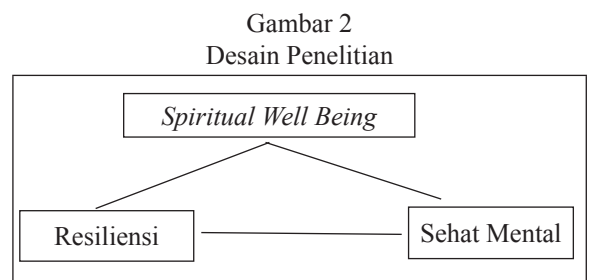 Gambar 2
Desain Penelitian
Spiritual Well Being
Resiliensi
Sehat Mental